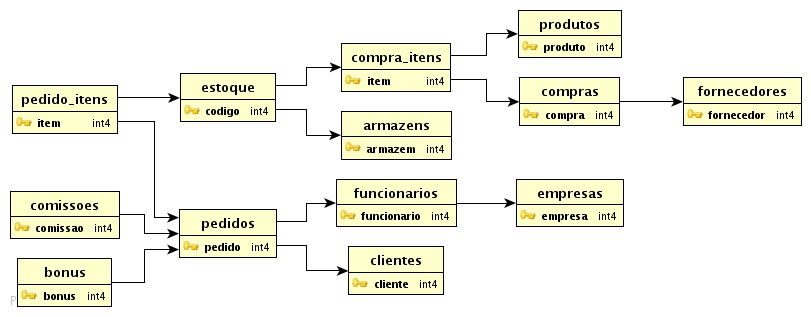 produtos
produto int4
compra_itens
item int4
estoque
codigo int4
pedido_itens
item int4
compras
compra int4
fornecedores
fornecedor int4
armazens
armazem int4
comissoes
comissao int4
pedidos
pedido int4
funcionarios
funcionario int4
empresas
empresa int4
clientes
cliente int4
bonus
bonus int4